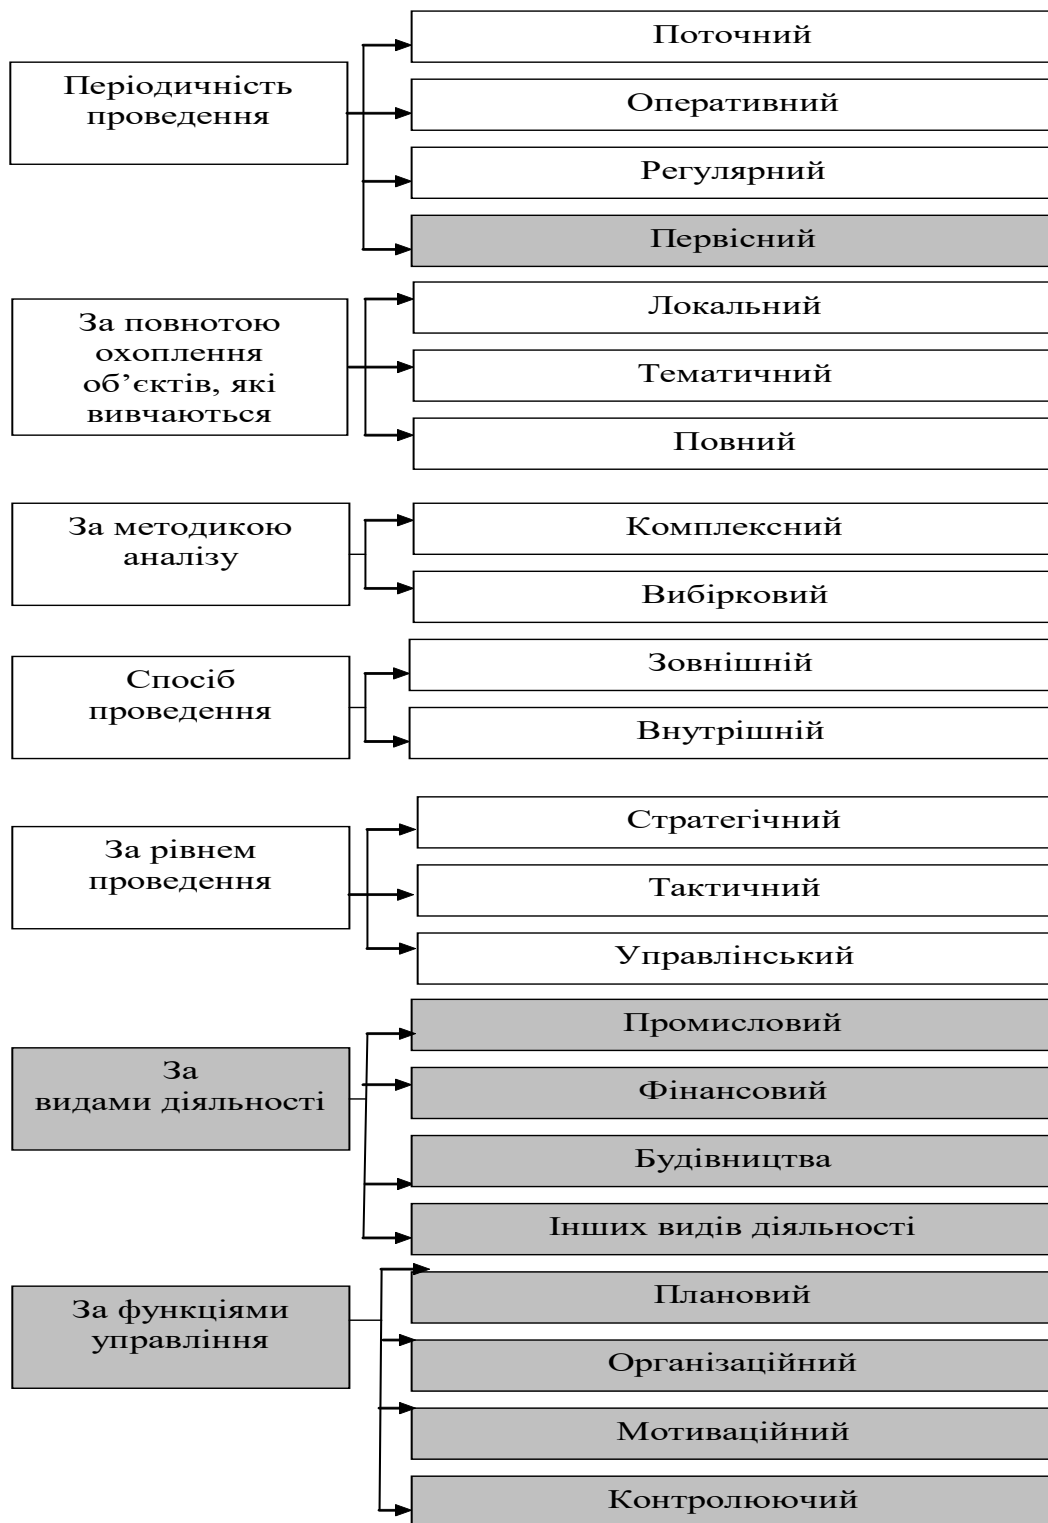 Періодичність
проведення
Поточний
Оперативний
Регулярний
Первісний
За повнотою
охоплення
об’єктів, які
вивчаються
Локальний
Тематичний
Повний
За методикою
аналізу
Комплексний
Вибірковий
Спосіб
проведення
Зовнішній
Внутрішній
За рівнем
проведення
Стратегічний
Тактичний
Управлінський
За
видами діяльності
Промисловий
Фінансовий
Будівництва
Інших видів діяльності
За функціями
управління
Плановий
Організаційний
Мотиваційний
Контролюючий